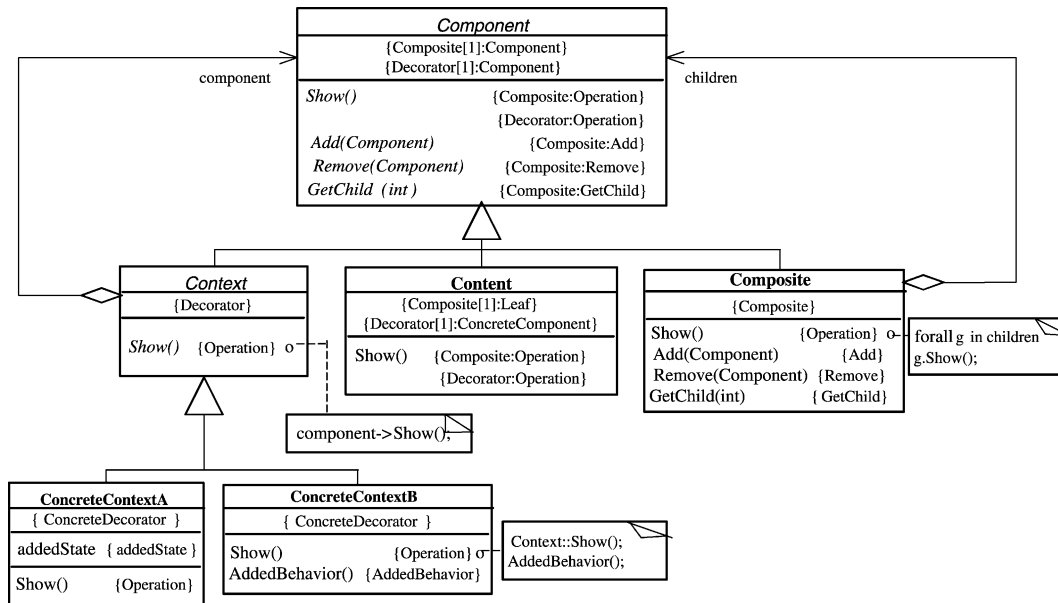 Component
{Composite[1]:Component}
{Decorator[1]:Component}
component
children
Show() {Composite:Operation}
{Decorator:Operation}
Add(Component) {Composite:Add}
Remove(Component) {Composite:Remove}
GetChild (int) {Composite:GetChild}
Context
{Decorator}
Show() {Operation}
component->Show();
Content
{Composite[1]:Leaf}
{Decorator[1]:ConcreteComponent}
Show() {Composite:Operation}
{Decorator:Operation}
Composite
{Composite}
Show() {Operation}
Add(Component) {Add}
Remove(Component) {Remove}
GetChild(int) { GetChild}
forall g in children
g.Show();
ConcreteContextA
{ ConcreteDecorator }
addedState { addedState }
Show() {Operation}
ConcreteContextB
{ ConcreteDecorator }
Show() {Operation}
AddedBehavior() {AddedBehavior}
Context::Show();
AddedBehavior();